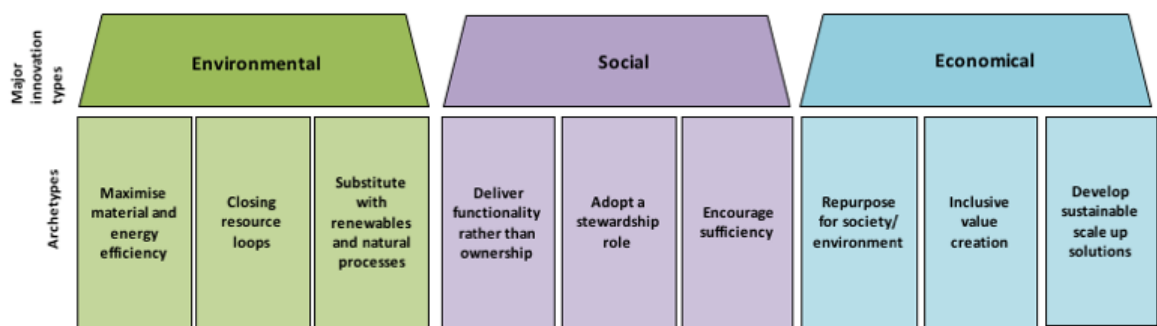 Major
innovation
types
Environmental
Social
Economical
Archetypes
Maximise
material and
energy
efficiency
Closing
resource
loops
Substitute
with
renewables
and natural
processes
Deliver
functionality
rather than
ownership
Adopt a
stewardship
role
Encourage
sufficiency
Repurpose
for society/
environment
Inclusive
value
creation
Develop
sustainable
scale up
solutions